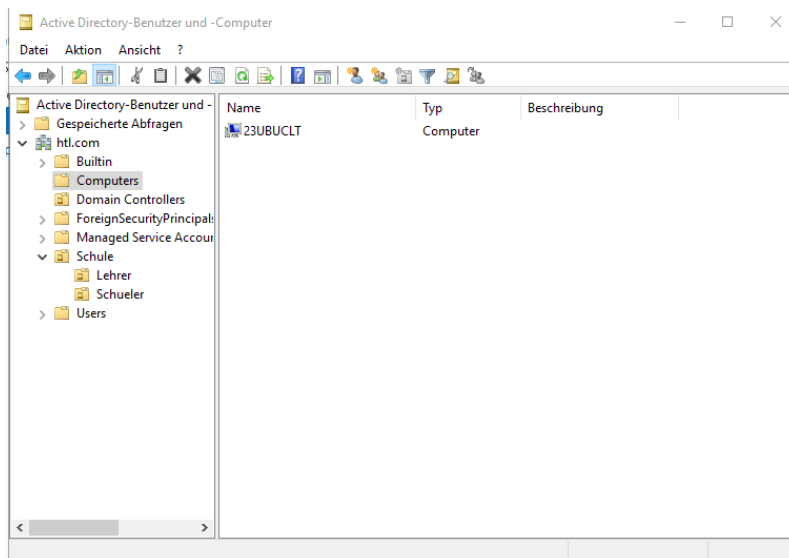 Active Directory-Benutzer und -Computer
Datei Aktion Ansicht ?
Active Directory-Benutzer und -
Gespeicherte Abfragen
htl.com
Builtin
Computers
Domain Controllers
ForeignSecurityPrincipals
Managed Service Accour
Schule
Lehrer
Schueler
Users
Name Typ Beschreibung
23UBUCLT Computer